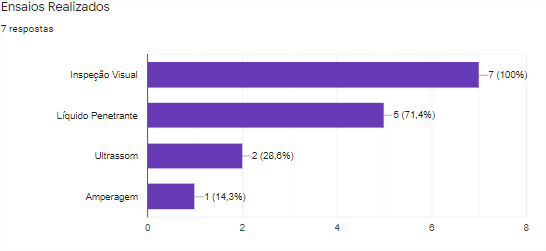 Ensaios Realizados
7 respostas
Inspeção Visual 7 (100%)
Líquido Penetrante 5 (71,4%)
Ultrassom 2 (28,6%)
Amperagem 1 (14,3%)
0 2 4 6 8